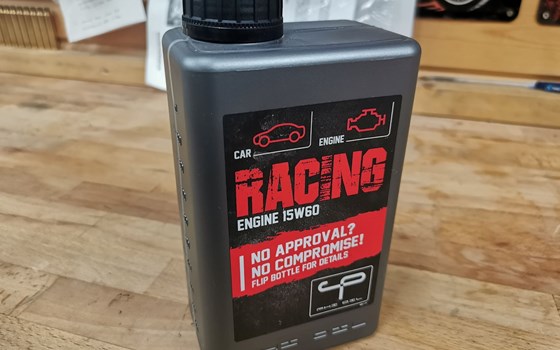 CAR
ENGINE
RACING
ENGINE 15W60
NO APPROVAL?
NO COMPROMISE!
FLIP BOTTLE FOR DETAILS